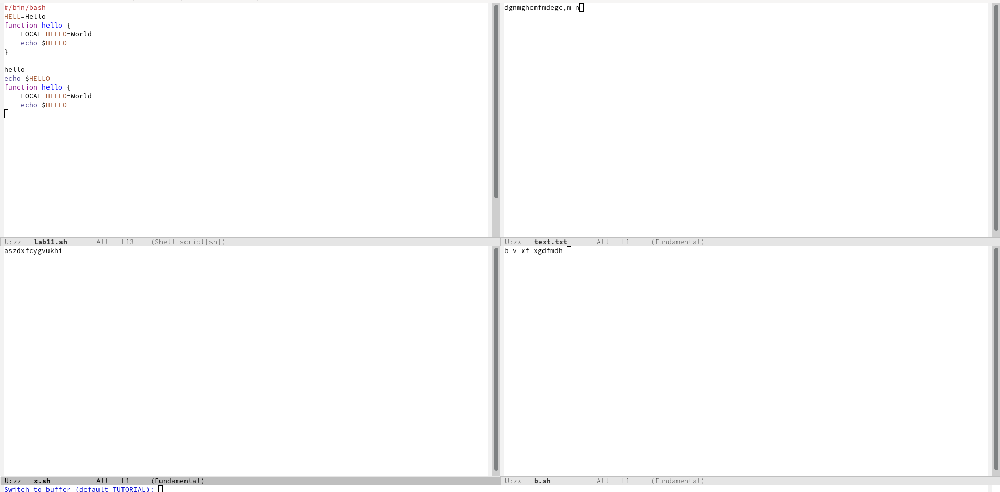 #/bin/bash
HELL=Hello
function hello {
    LOCAL HELLO=World
    echo $HELLO
}
hello
echo $HELLO
function hello {
    LOCAL HELLO=World
    echo $HELLO
U:**-  lab11.sh       All   L13    (Shell-script[sh])
dgnmghcmfmdegc,m n
U:**-  text.txt       All   L1     (Fundamental)
aszdxfcygvukhi
U:**-  x.sh           All   L1     (Fundamental)
b v xf xgdfmdh
U:**-  b.sh           All   L1     (Fundamental)
Switch to buffer (default TUTORIAL):